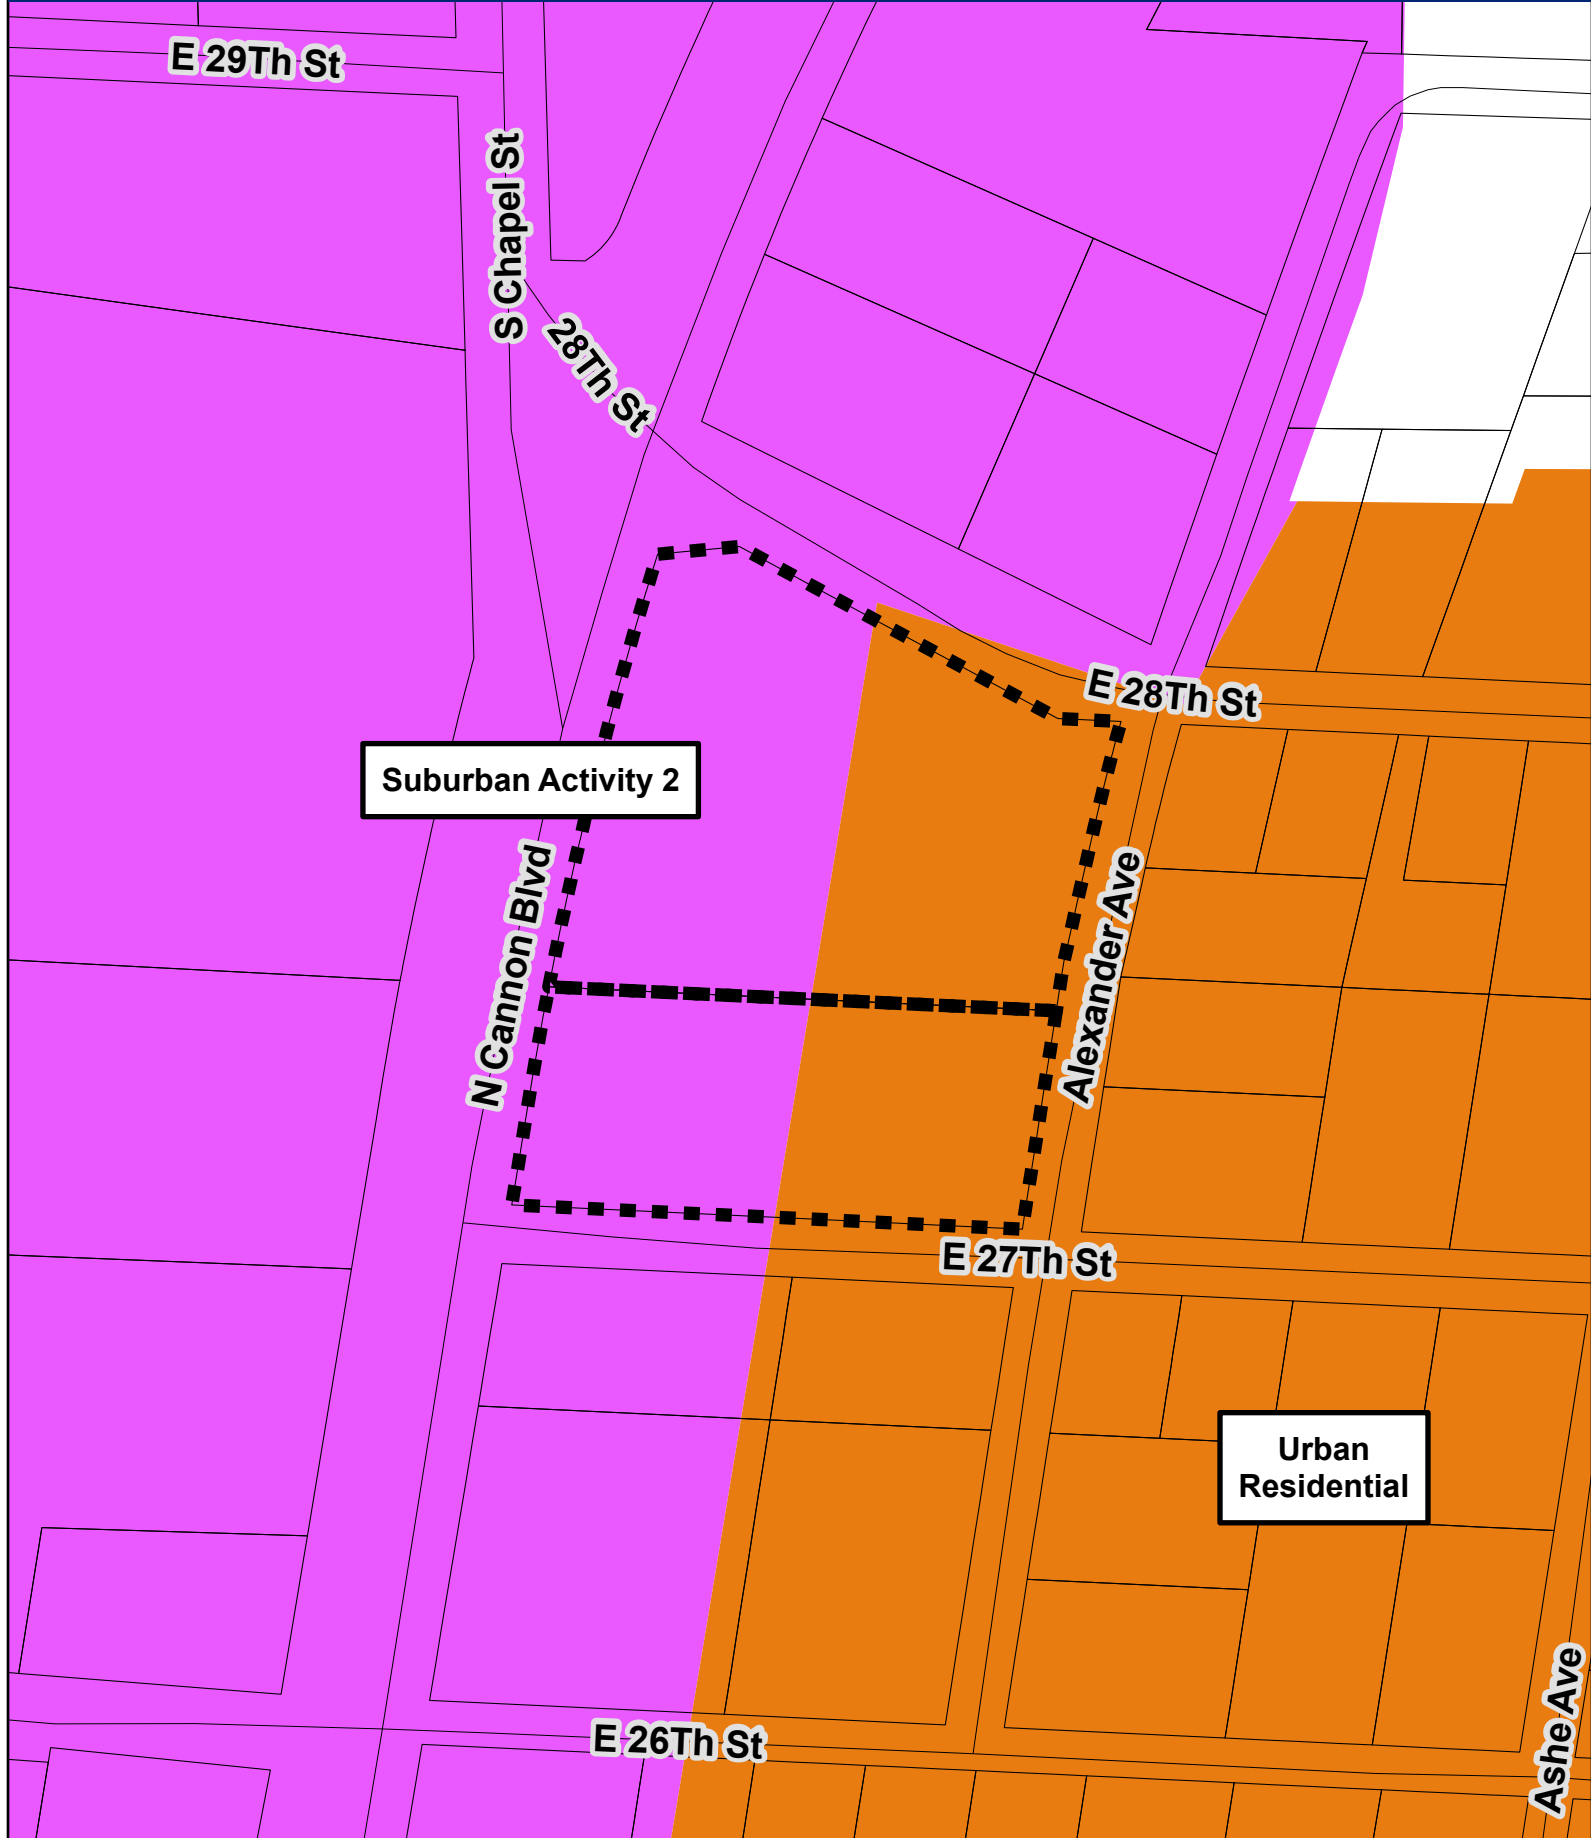 E 29Th St
S Chapel St
28Th St
E 28Th St
Suburban Activity 2
N Cannon Blvd
Alexander Ave
E 27Th St
Urban
Residential
E 26Th St
Ashe Ave